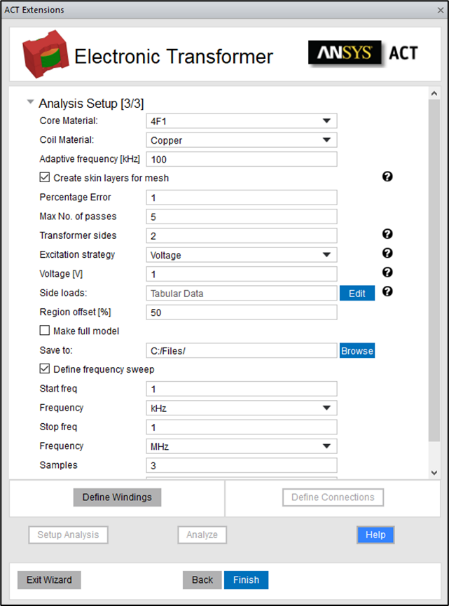 ACT Extensions
Electronic Transformer
ANSYS ACT
Analysis Setup [3/3]
Core Material: 4F1
Coil Material: Copper
Adaptive frequency [kHz] 100
Create skin layers for mesh
Percentage Error 1
Max No. of passes 5
Transformer sides 2
Excitation strategy Voltage
Voltage [V] 1
Side loads: Tabular Data Edit
Region offset [%] 50
Make full model
Save to: C:/Files/ Browse
Define frequency sweep
Start freq 1
Frequency kHz
Stop freq 1
Frequency MHz
Samples 3
Define Windings Define Connections
Setup Analysis Analyze Help
Exit Wizard Back Finish